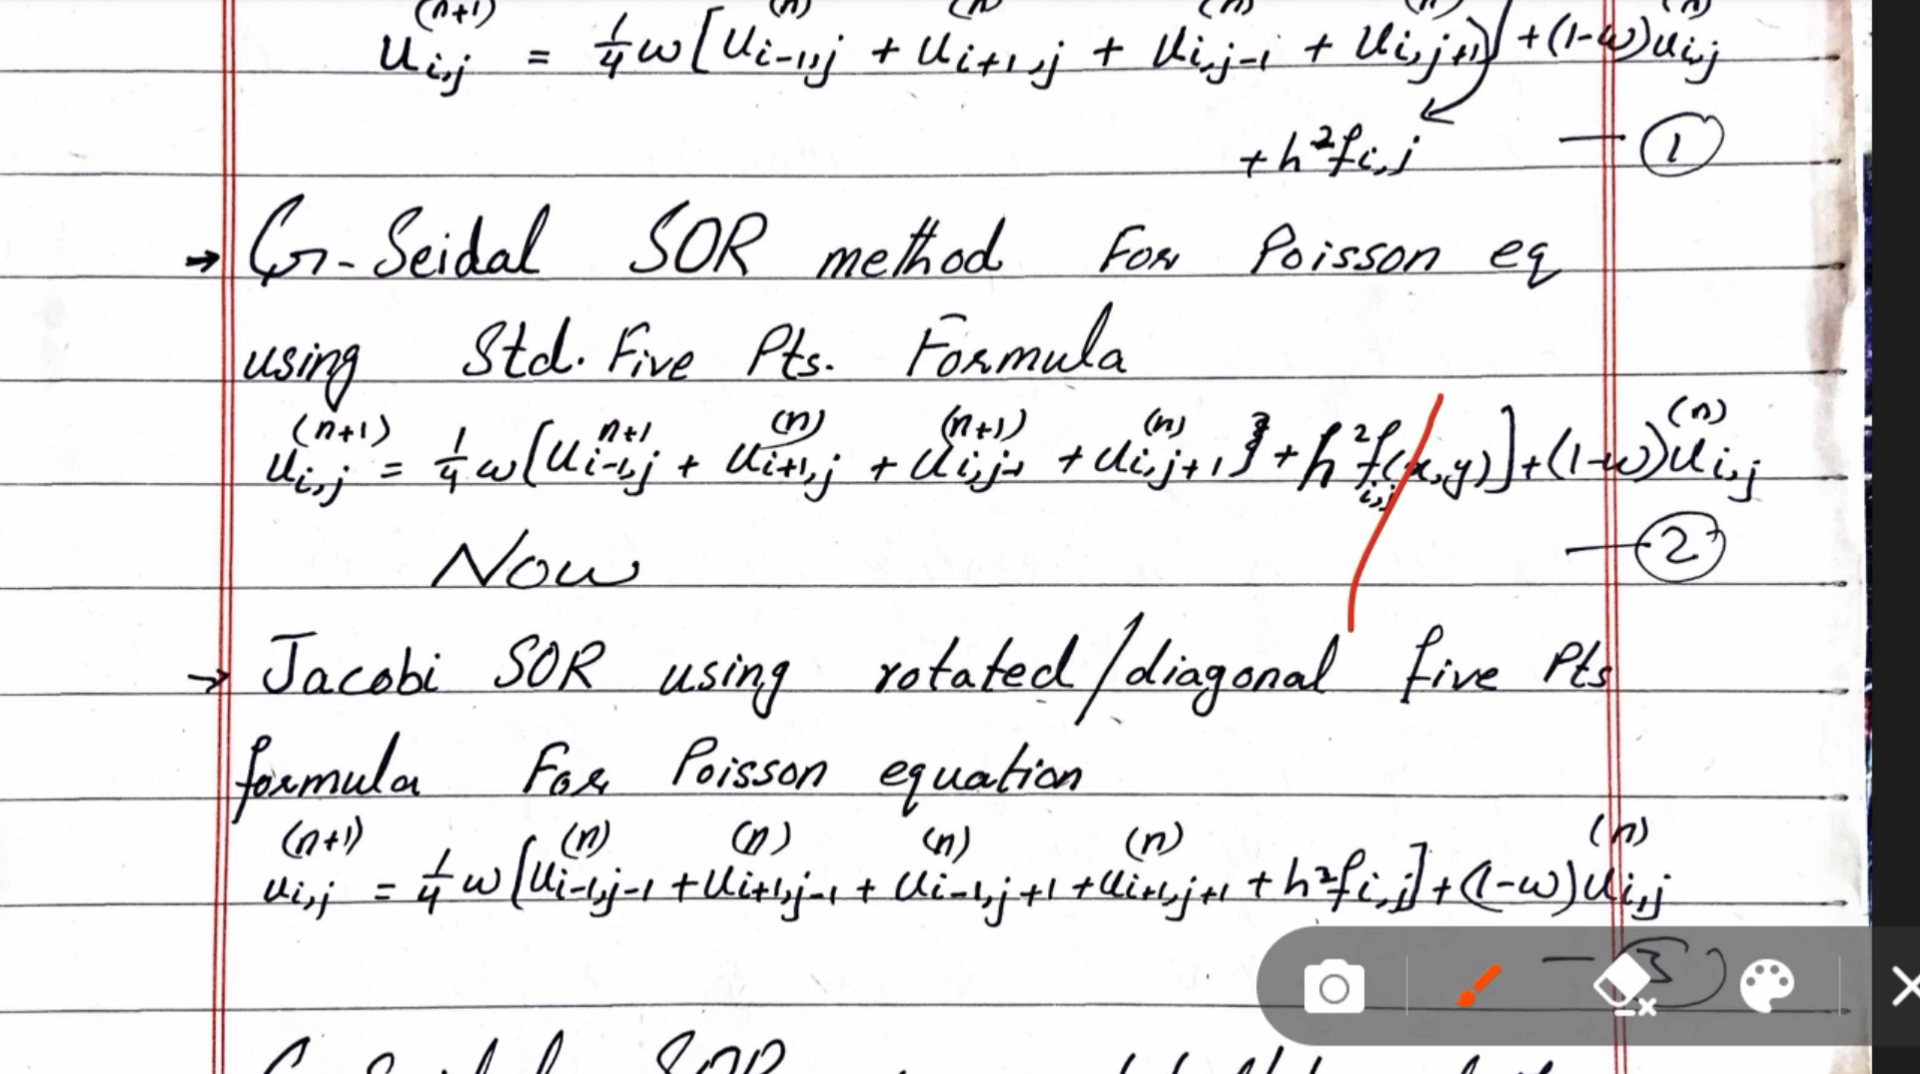 u_{i,j}^{(n+1)} = 1/4 ω [u_{i-1,j}^{(n)} + u_{i+1,j}^{(n)} + u_{i,j-1}^{(n)} + u_{i,j+1}^{(n)}] + (1-ω)u_{i,j}^{(n)}
+h²f_{i,j} — ①
→ G-Seidal SOR method For Poisson eq
using Std. Five Pts. Formula
u_{i,j}^{(n+1)} = 1/4 ω [u_{i-1,j}^{n+1} + u_{i+1,j}^{(n)} + u_{i,j-1}^{(n+1)} + u_{i,j+1}^{(n)}} + h²f_{i,j}(x,y)] + (1-ω)u_{i,j}^{(n)}
Now — ②
→ Jacobi SOR using rotated/diagonal five Pts
formula For Poisson equation
u_{i,j}^{(n+1)} = 1/4 ω [u_{i-1,j-1}^{(n)} + u_{i+1,j-1}^{(n)} + u_{i-1,j+1}^{(n)} + u_{i+1,j+1}^{(n)} + h²f_{i,j}] + (1-ω)u_{i,j}^{(n)}
— ③